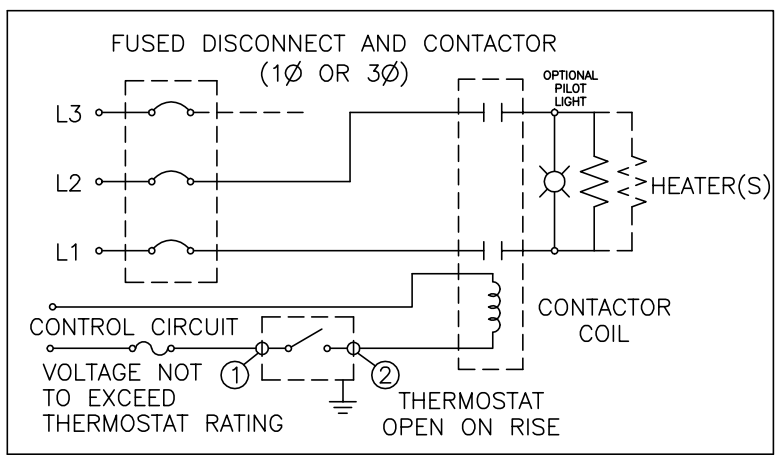 FUSED DISCONNECT AND CONTACTOR
(1Ø OR 3Ø)
OPTIONAL
PILOT
LIGHT
L3
L2
HEATER(S)
L1
CONTROL CIRCUIT
CONTACTOR
COIL
1
2
VOLTAGE NOT
TO EXCEED
THERMOSTAT RATING
THERMOSTAT
OPEN ON RISE